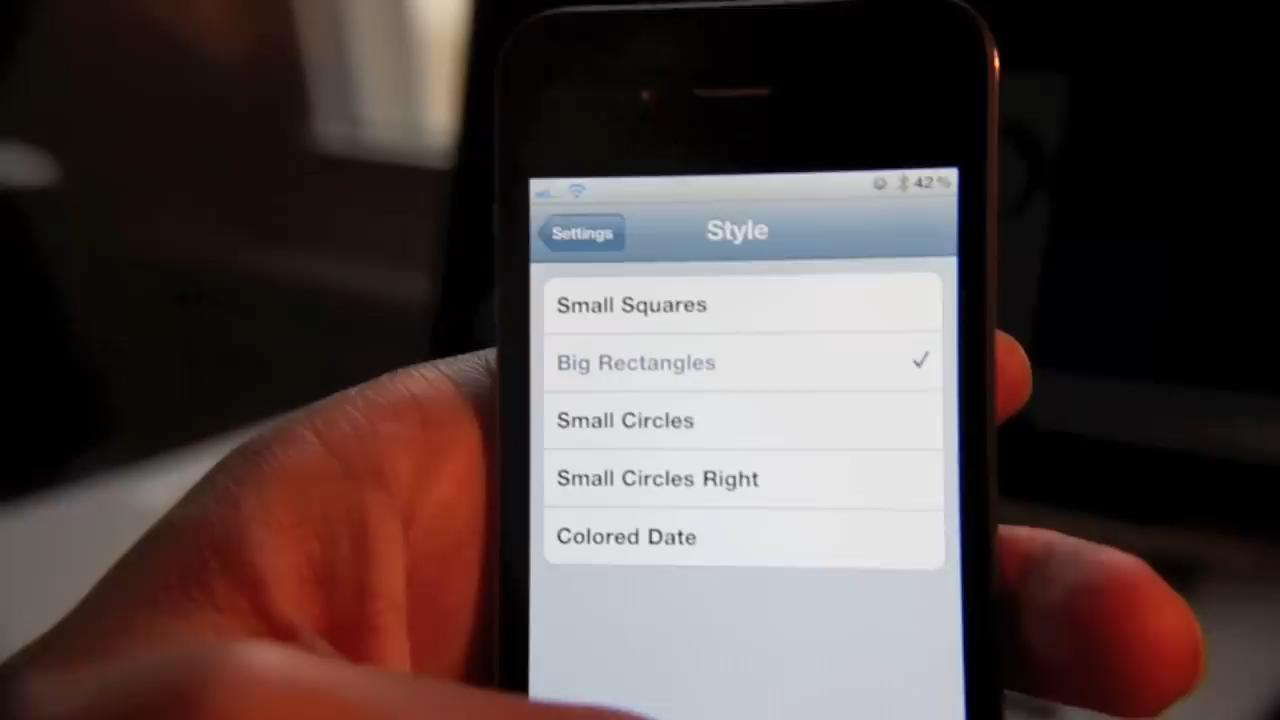 42%
Settings
Style
Small Squares
Big Rectangles
Small Circles
Small Circles Right
Colored Date